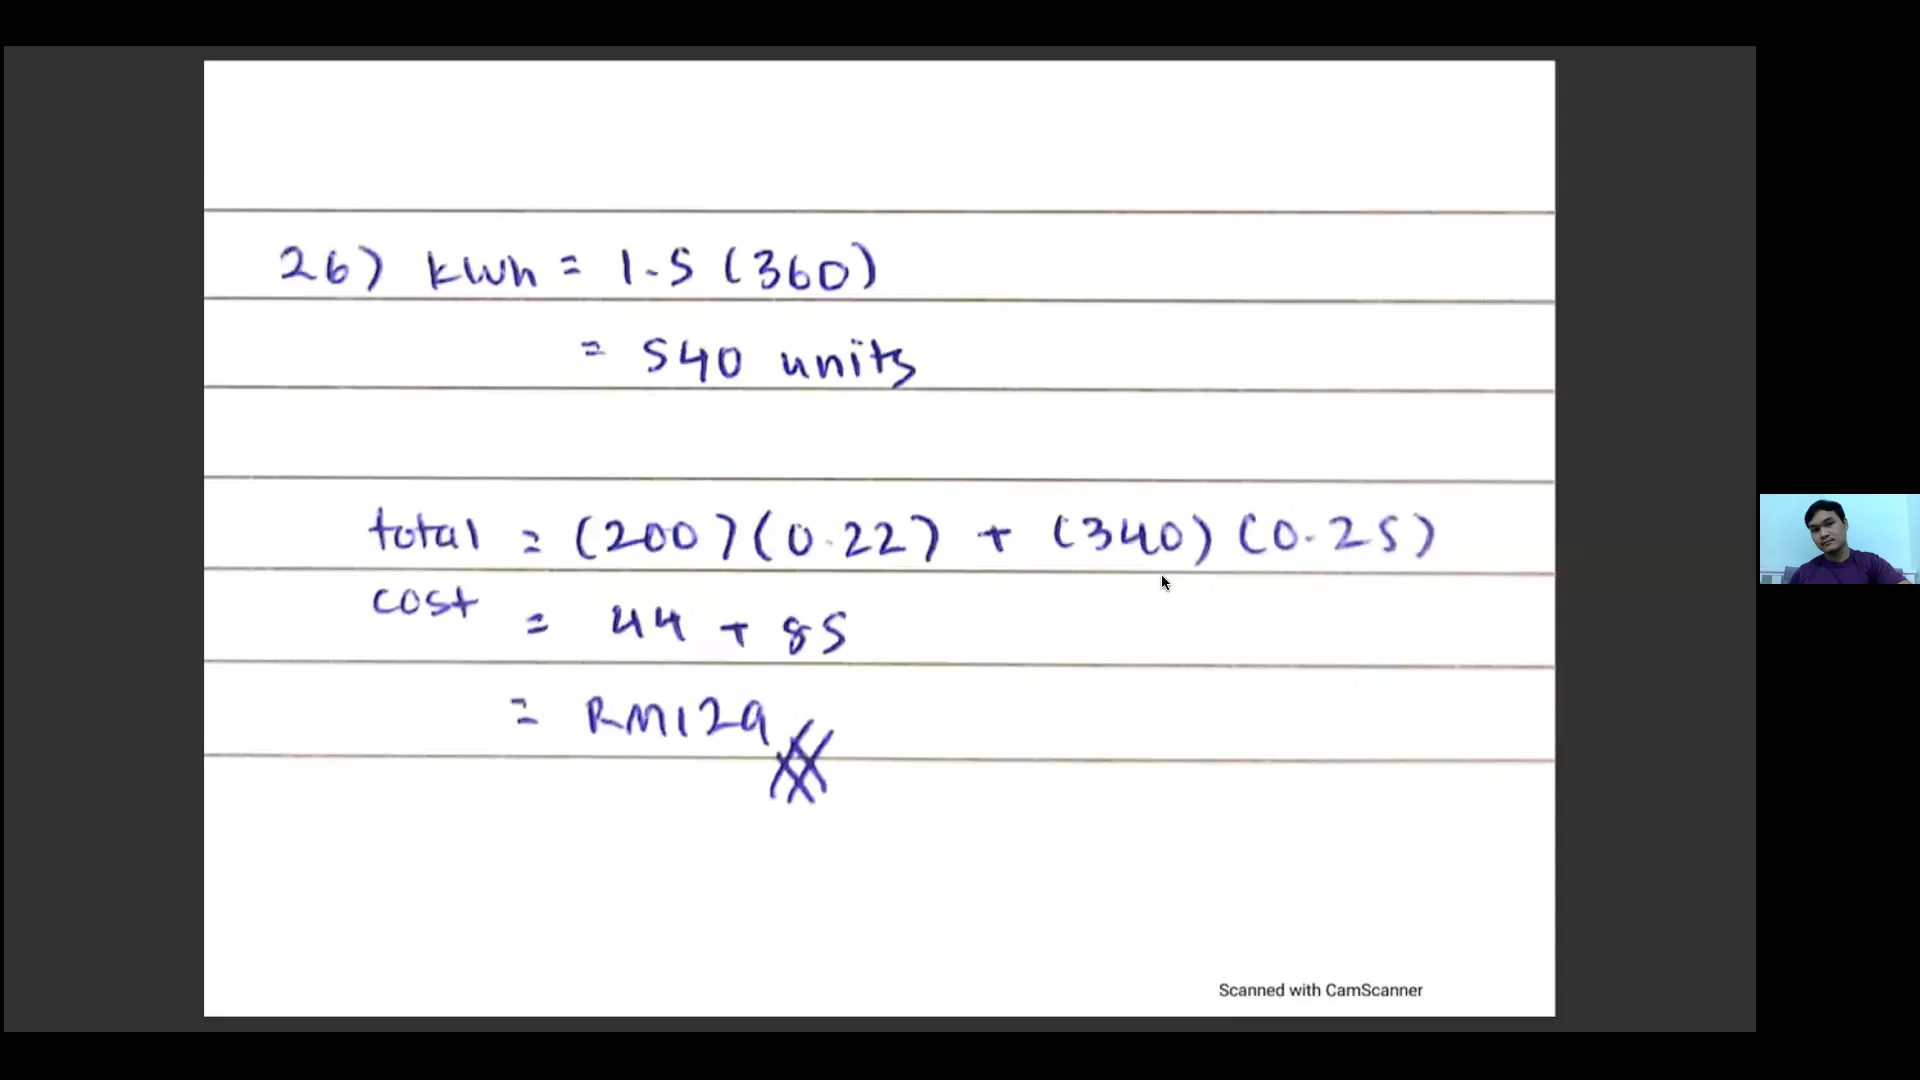 26) kWh = 1.5 (360)
= 540 units
total = (200)(0.22) + (340)(0.25)
cost
= 44 + 85
= RM129
Scanned with CamScanner